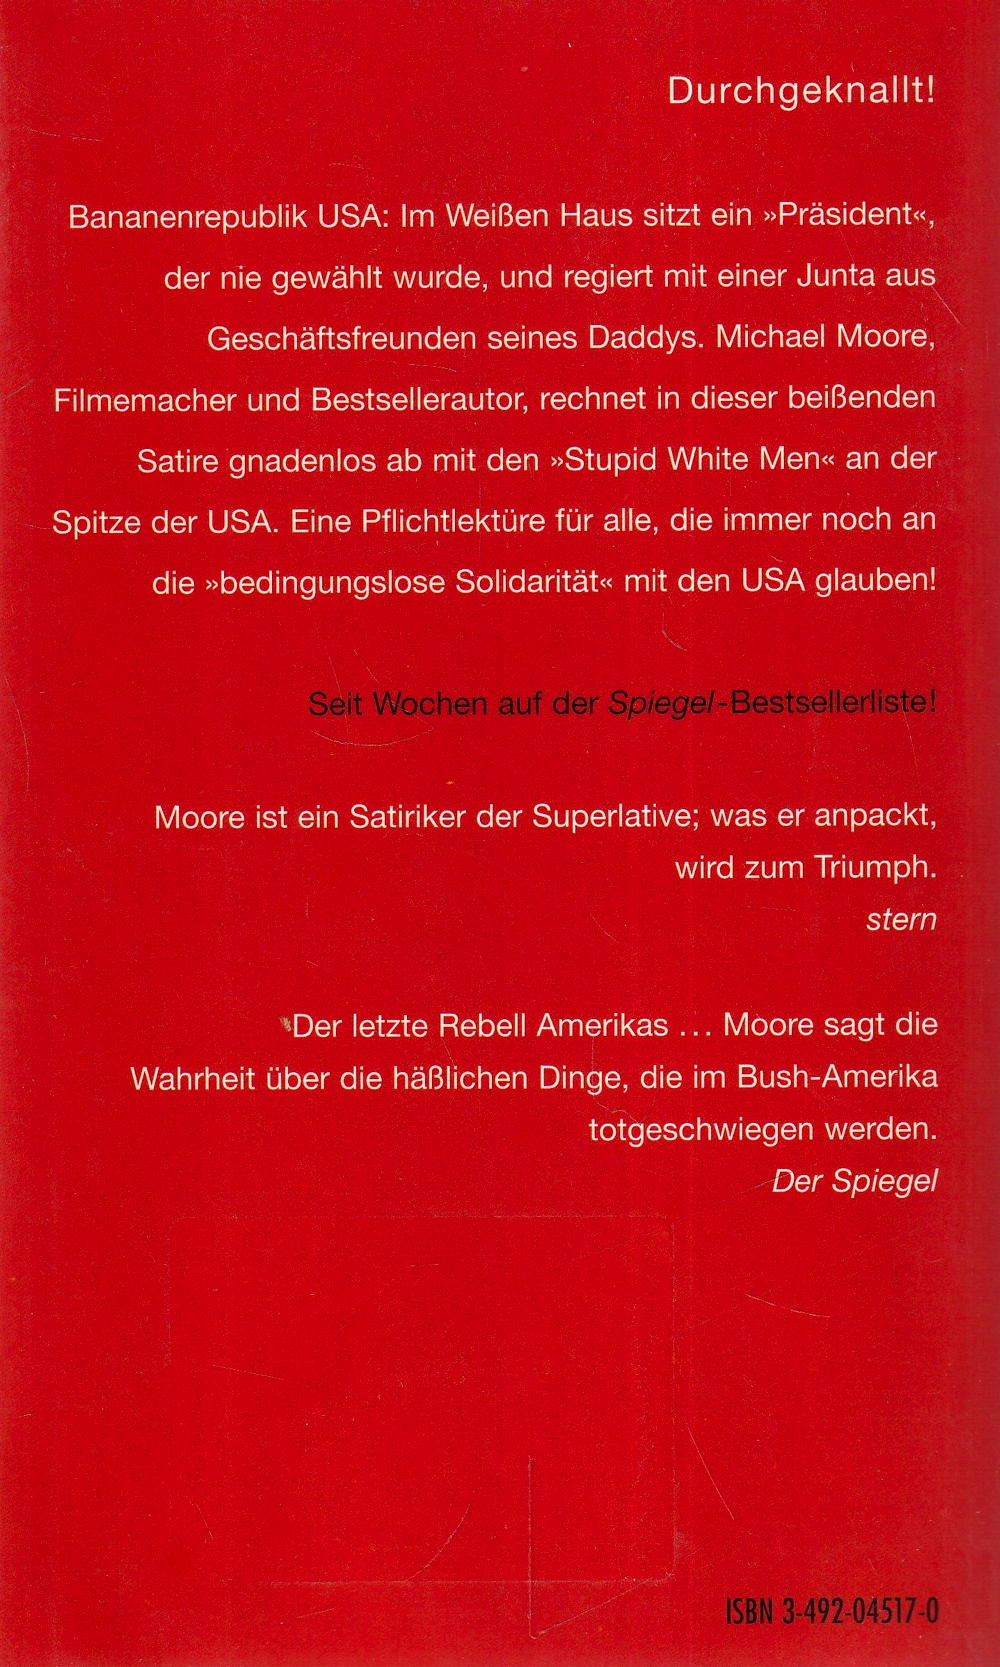 Durchgeknallt!
Bananenrepublik USA: Im Weißen Haus sitzt ein »Präsident«,
der nie gewählt wurde, und regiert mit einer Junta aus
Geschäftsfreunden seines Daddys. Michael Moore,
Filmemacher und Bestsellerautor, rechnet in dieser beißenden
Satire gnadenlos ab mit den »Stupid White Men« an der
Spitze der USA. Eine Pflichtlektüre für alle, die immer noch an
die »bedingungslose Solidarität« mit den USA glauben!
Seit Wochen auf der Spiegel-Bestsellerliste!
Moore ist ein Satiriker der Superlative; was er anpackt,
wird zum Triumph.
stern
Der letzte Rebell Amerikas ... Moore sagt die
Wahrheit über die häßlichen Dinge, die im Bush-Amerika
totgeschwiegen werden.
Der Spiegel
ISBN 3-492-04517-0